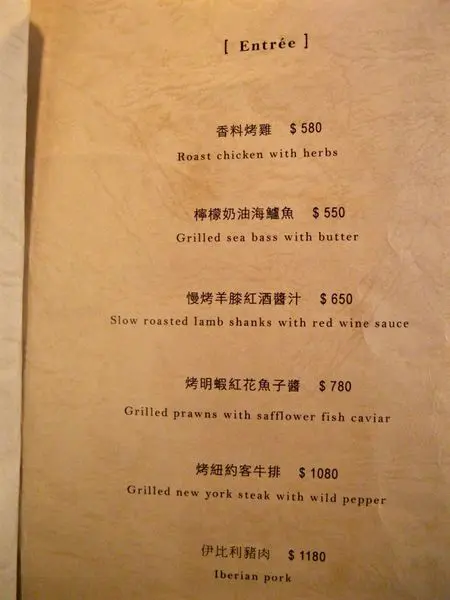 [ Entrée ]
香料烤雞 $ 580
Roast chicken with herbs
檸檬奶油海鱸魚 $ 550
Grilled sea bass with butter
慢烤羊膝紅酒醬汁 $ 650
Slow roasted lamb shanks with red wine sauce
烤明蝦紅花魚子醬 $ 780
Grilled prawns with safflower fish caviar
烤紐約客牛排 $ 1080
Grilled new york steak with wild pepper
伊比利豬肉 $ 1180
Iberian pork